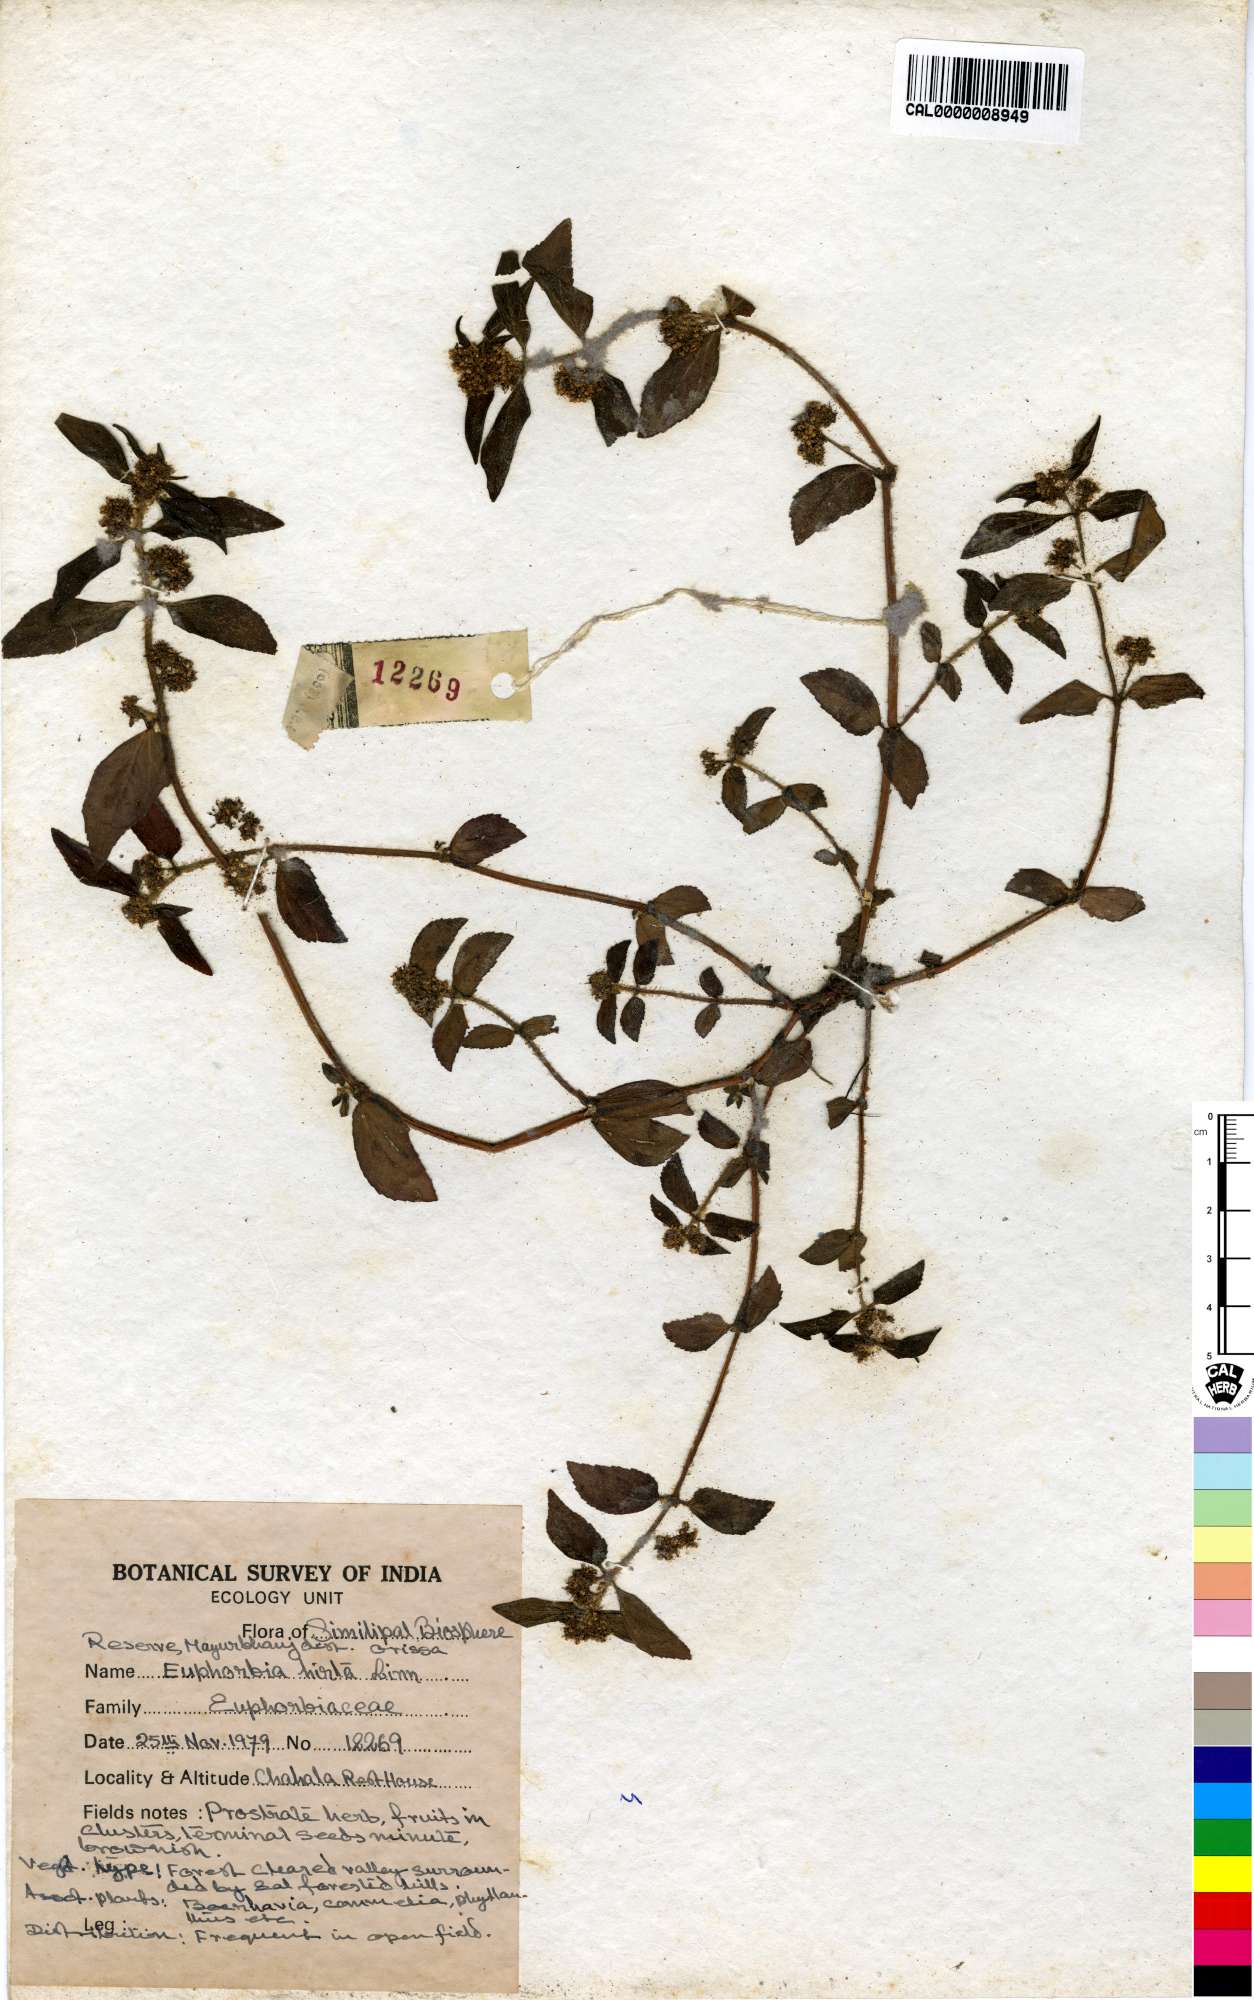 CAL0000008949
12269
0
cm
1
2
3
4
5
CAL
HERB
BOTANICAL SURVEY OF INDIA
ECOLOGY UNIT
Flora of Similipal Biosphere
Reserve, Mayurbhanj dist. Orissa
Name Euphorbia hirta Linn
Family Euphorbiaceae
Date 25th Nov. 1979 No 12269
Locality & Altitude Chahala Rest House
Fields notes : Prostrate herb, fruits in
clusters, terminal seeds minute,
brownish.
Vegt. type : Forest cleared valley surroun-
ded by sal forested hills.
Assot. plants : Boerhavia, commelia, phyllan-
thus etc.
Leg :
Distribution : Frequent in open field.